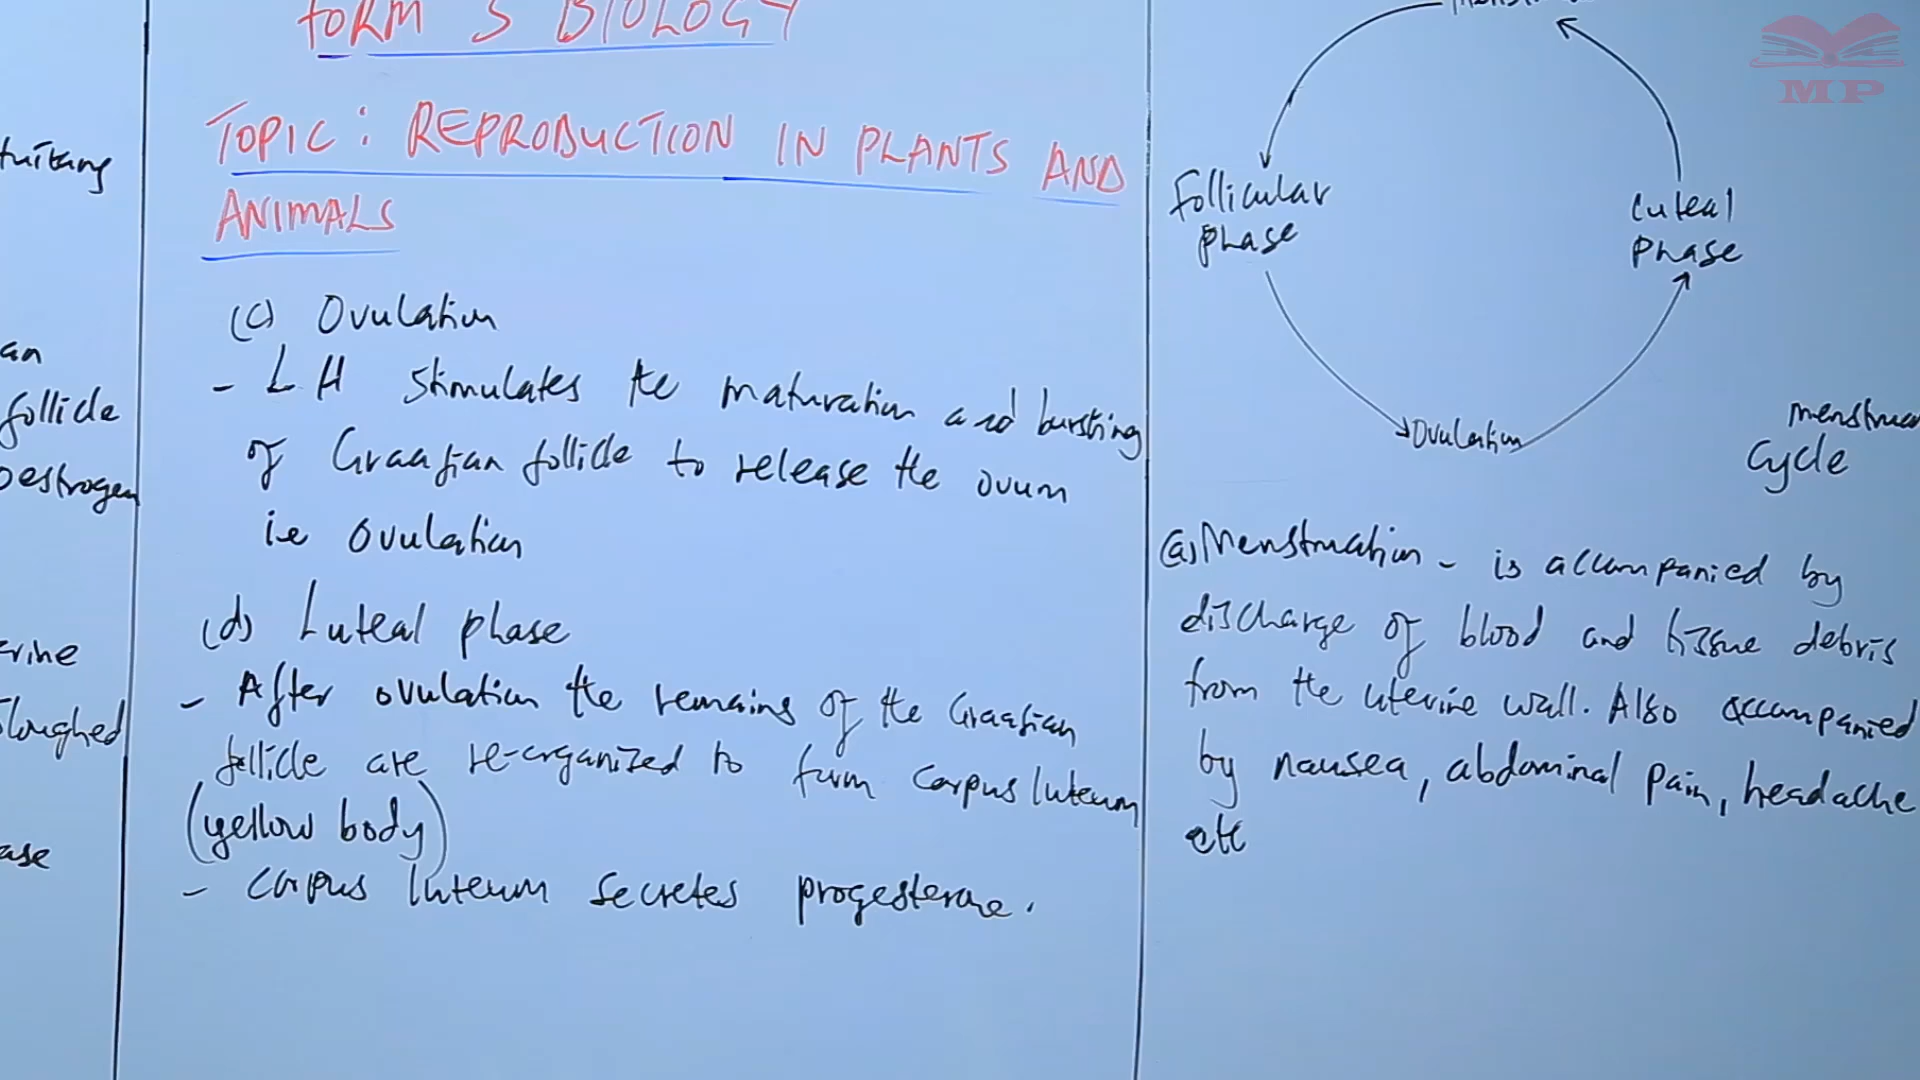 FORM 3 BIOLOGY
TOPIC: REPRODUCTION IN PLANTS AND
ANIMALS
(c) Ovulation
- LH stimulates the maturation and bursting
of Graafian follicle to release the ovum
i.e Ovulation
(d) Luteal phase
- After ovulation the remains of the Graafian
follicle are re-organized to form corpus luteum
(yellow body)
- Corpus luteum secretes progesterone.
an
follicle
oestrogen
sloughed
Follicular
phase
Luteal
phase
Ovulation
Cycle
(a) Menstruation - is accompanied by
discharge of blood and tissue debris
from the uterine wall. Also accompanied
by nausea, abdominal pain, headache
etc
MP